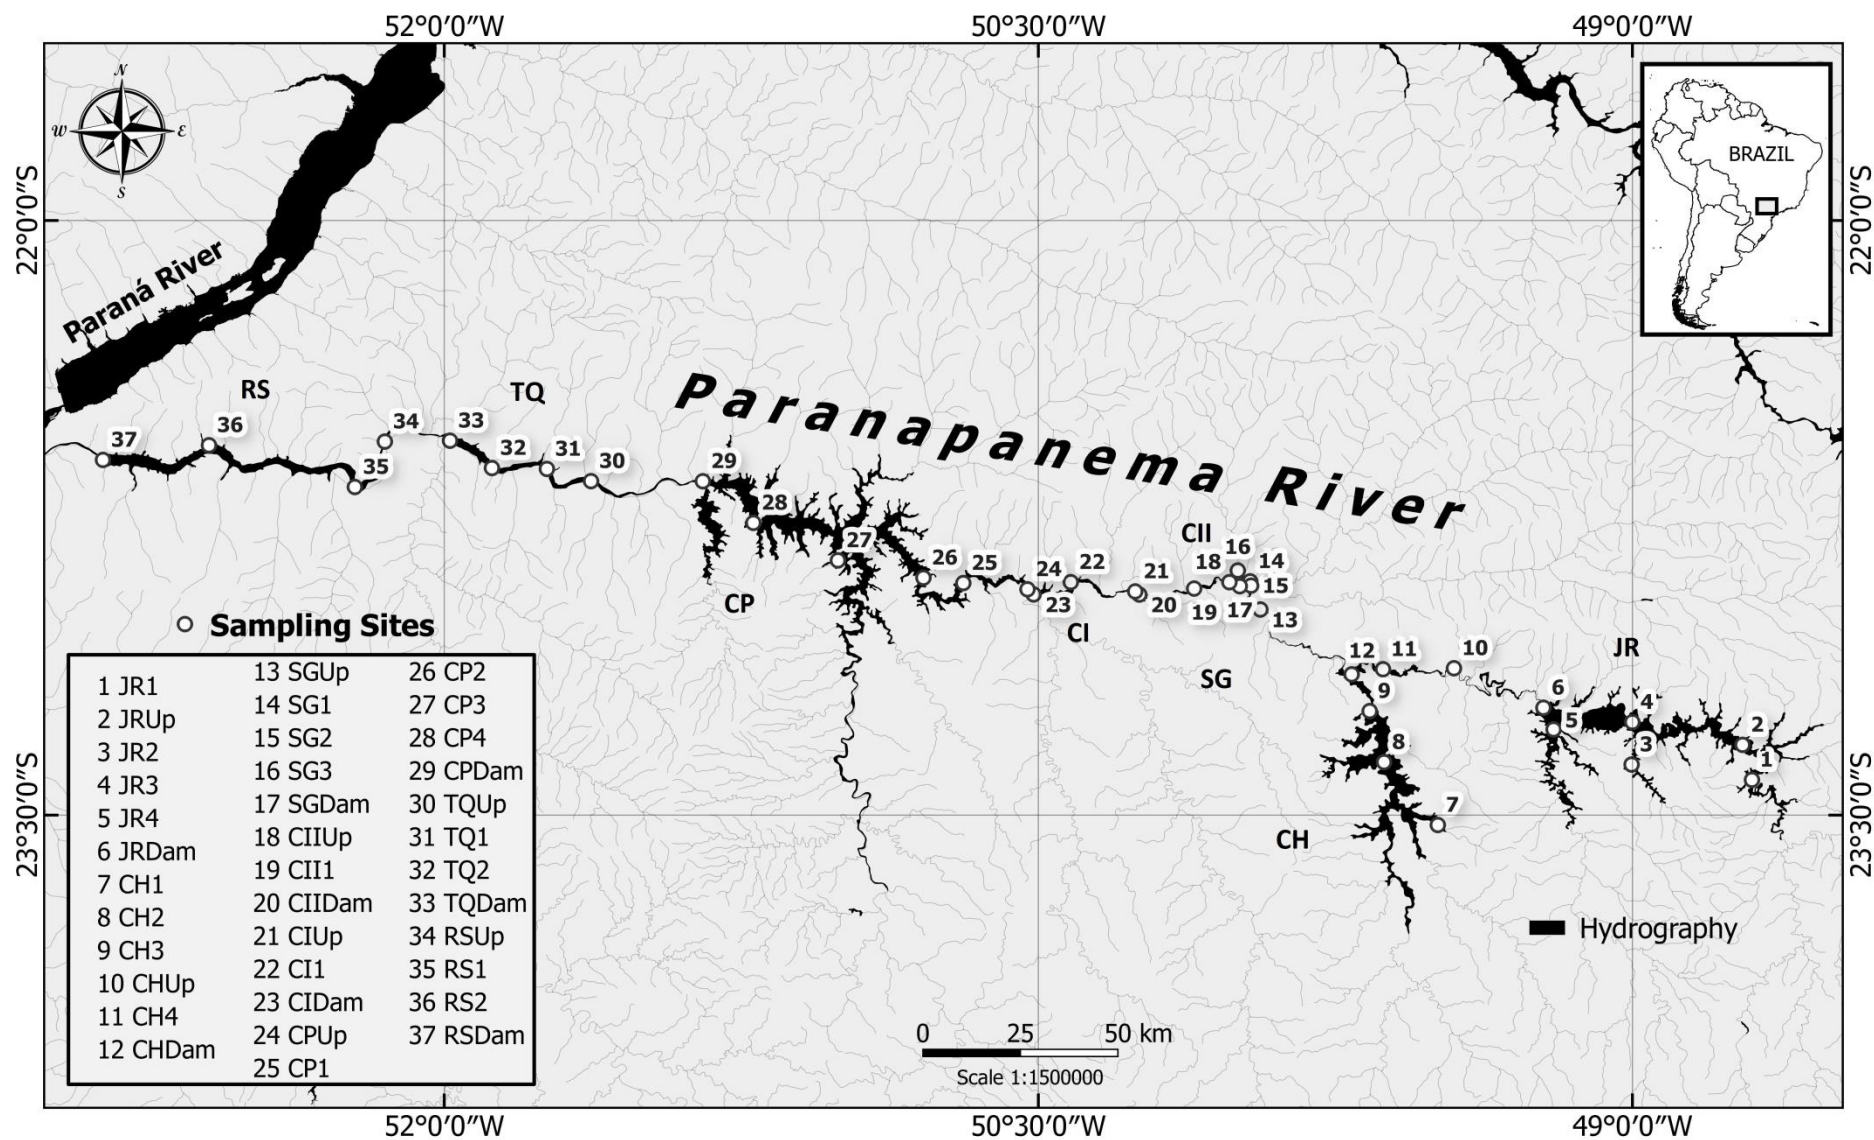 52°0'0"W
50°30'0"W
49°0'0"W
N
W
E
S
BRAZIL
22°0'0"S
22°0'0"S
Paraná River
RS
TQ
Paranapanema River
34
33
36
37
32
31
30
35
29
28
CII
16
27
26
25
24
22
21
18
14
15
23
20
19
17
13
CP
CI
Sampling Sites
SG
12
11
10
JR
9
6
4
5
2
3
1
8
7
CH
23°30'0"S
23°30'0"S
1 JR1
2 JRUp
3 JR2
4 JR3
5 JR4
6 JRDam
7 CH1
8 CH2
9 CH3
10 CHUp
11 CH4
12 CHDam
13 SGUp
14 SG1
15 SG2
16 SG3
17 SGDam
18 CIIUp
19 CII1
20 CIIDam
21 CIUp
22 CI1
23 CIDam
24 CPUp
25 CP1
26 CP2
27 CP3
28 CP4
29 CPDam
30 TQUp
31 TQ1
32 TQ2
33 TQDam
34 RSUp
35 RS1
36 RS2
37 RSDam
Hydrography
0 25 50 km
Scale 1:1500000
52°0'0"W
50°30'0"W
49°0'0"W